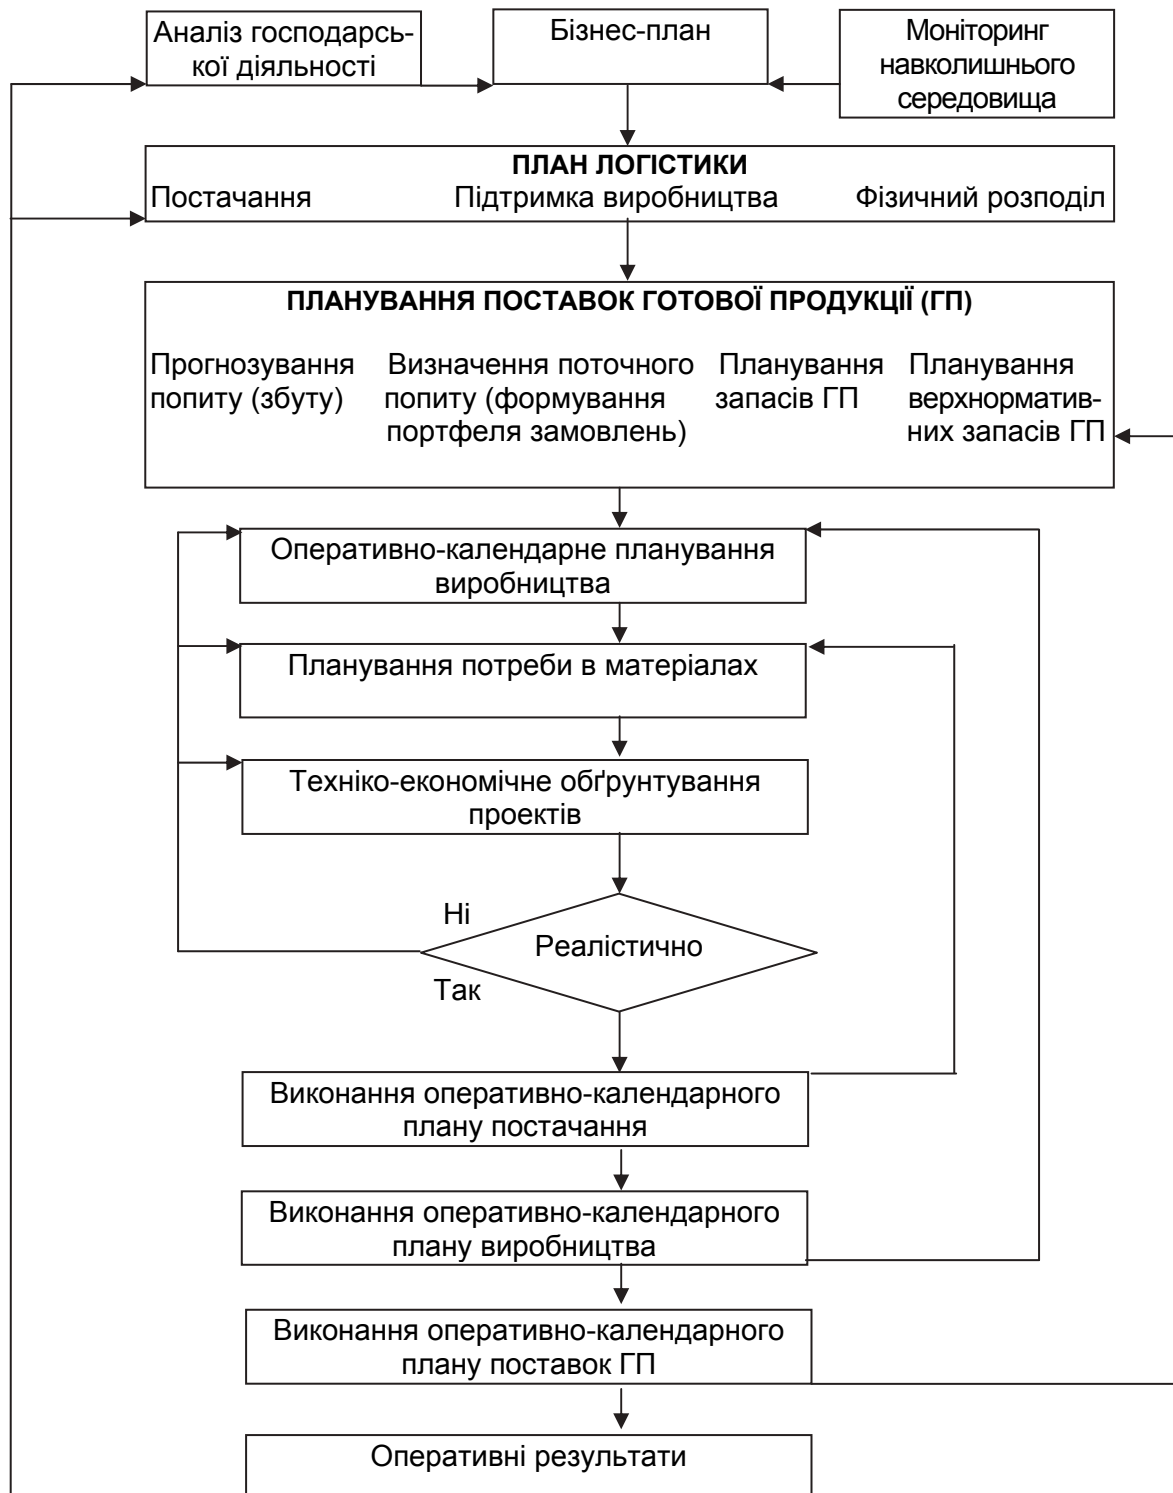 Аналіз господарсь-
кої діяльності
Бізнес-план
Моніторинг
навколишнього
середовища
ПЛАН ЛОГІСТИКИ
Постачання Підтримка виробництва Фізичний розподіл
ПЛАНУВАННЯ ПОСТАВОК ГОТОВОЇ ПРОДУКЦІЇ (ГП)
Прогнозування
попиту (збуту)
Визначення поточного
попиту (формування
портфеля замовлень)
Планування
запасів ГП
Планування
верхнорматив-
них запасів ГП
Оперативно-календарне планування
виробництва
Планування потреби в матеріалах
Техніко-економічне обґрунтування
проектів
Ні
Реалістично
Так
Виконання оперативно-календарного
плану постачання
Виконання оперативно-календарного
плану виробництва
Виконання оперативно-календарного
плану поставок ГП
Оперативні результати